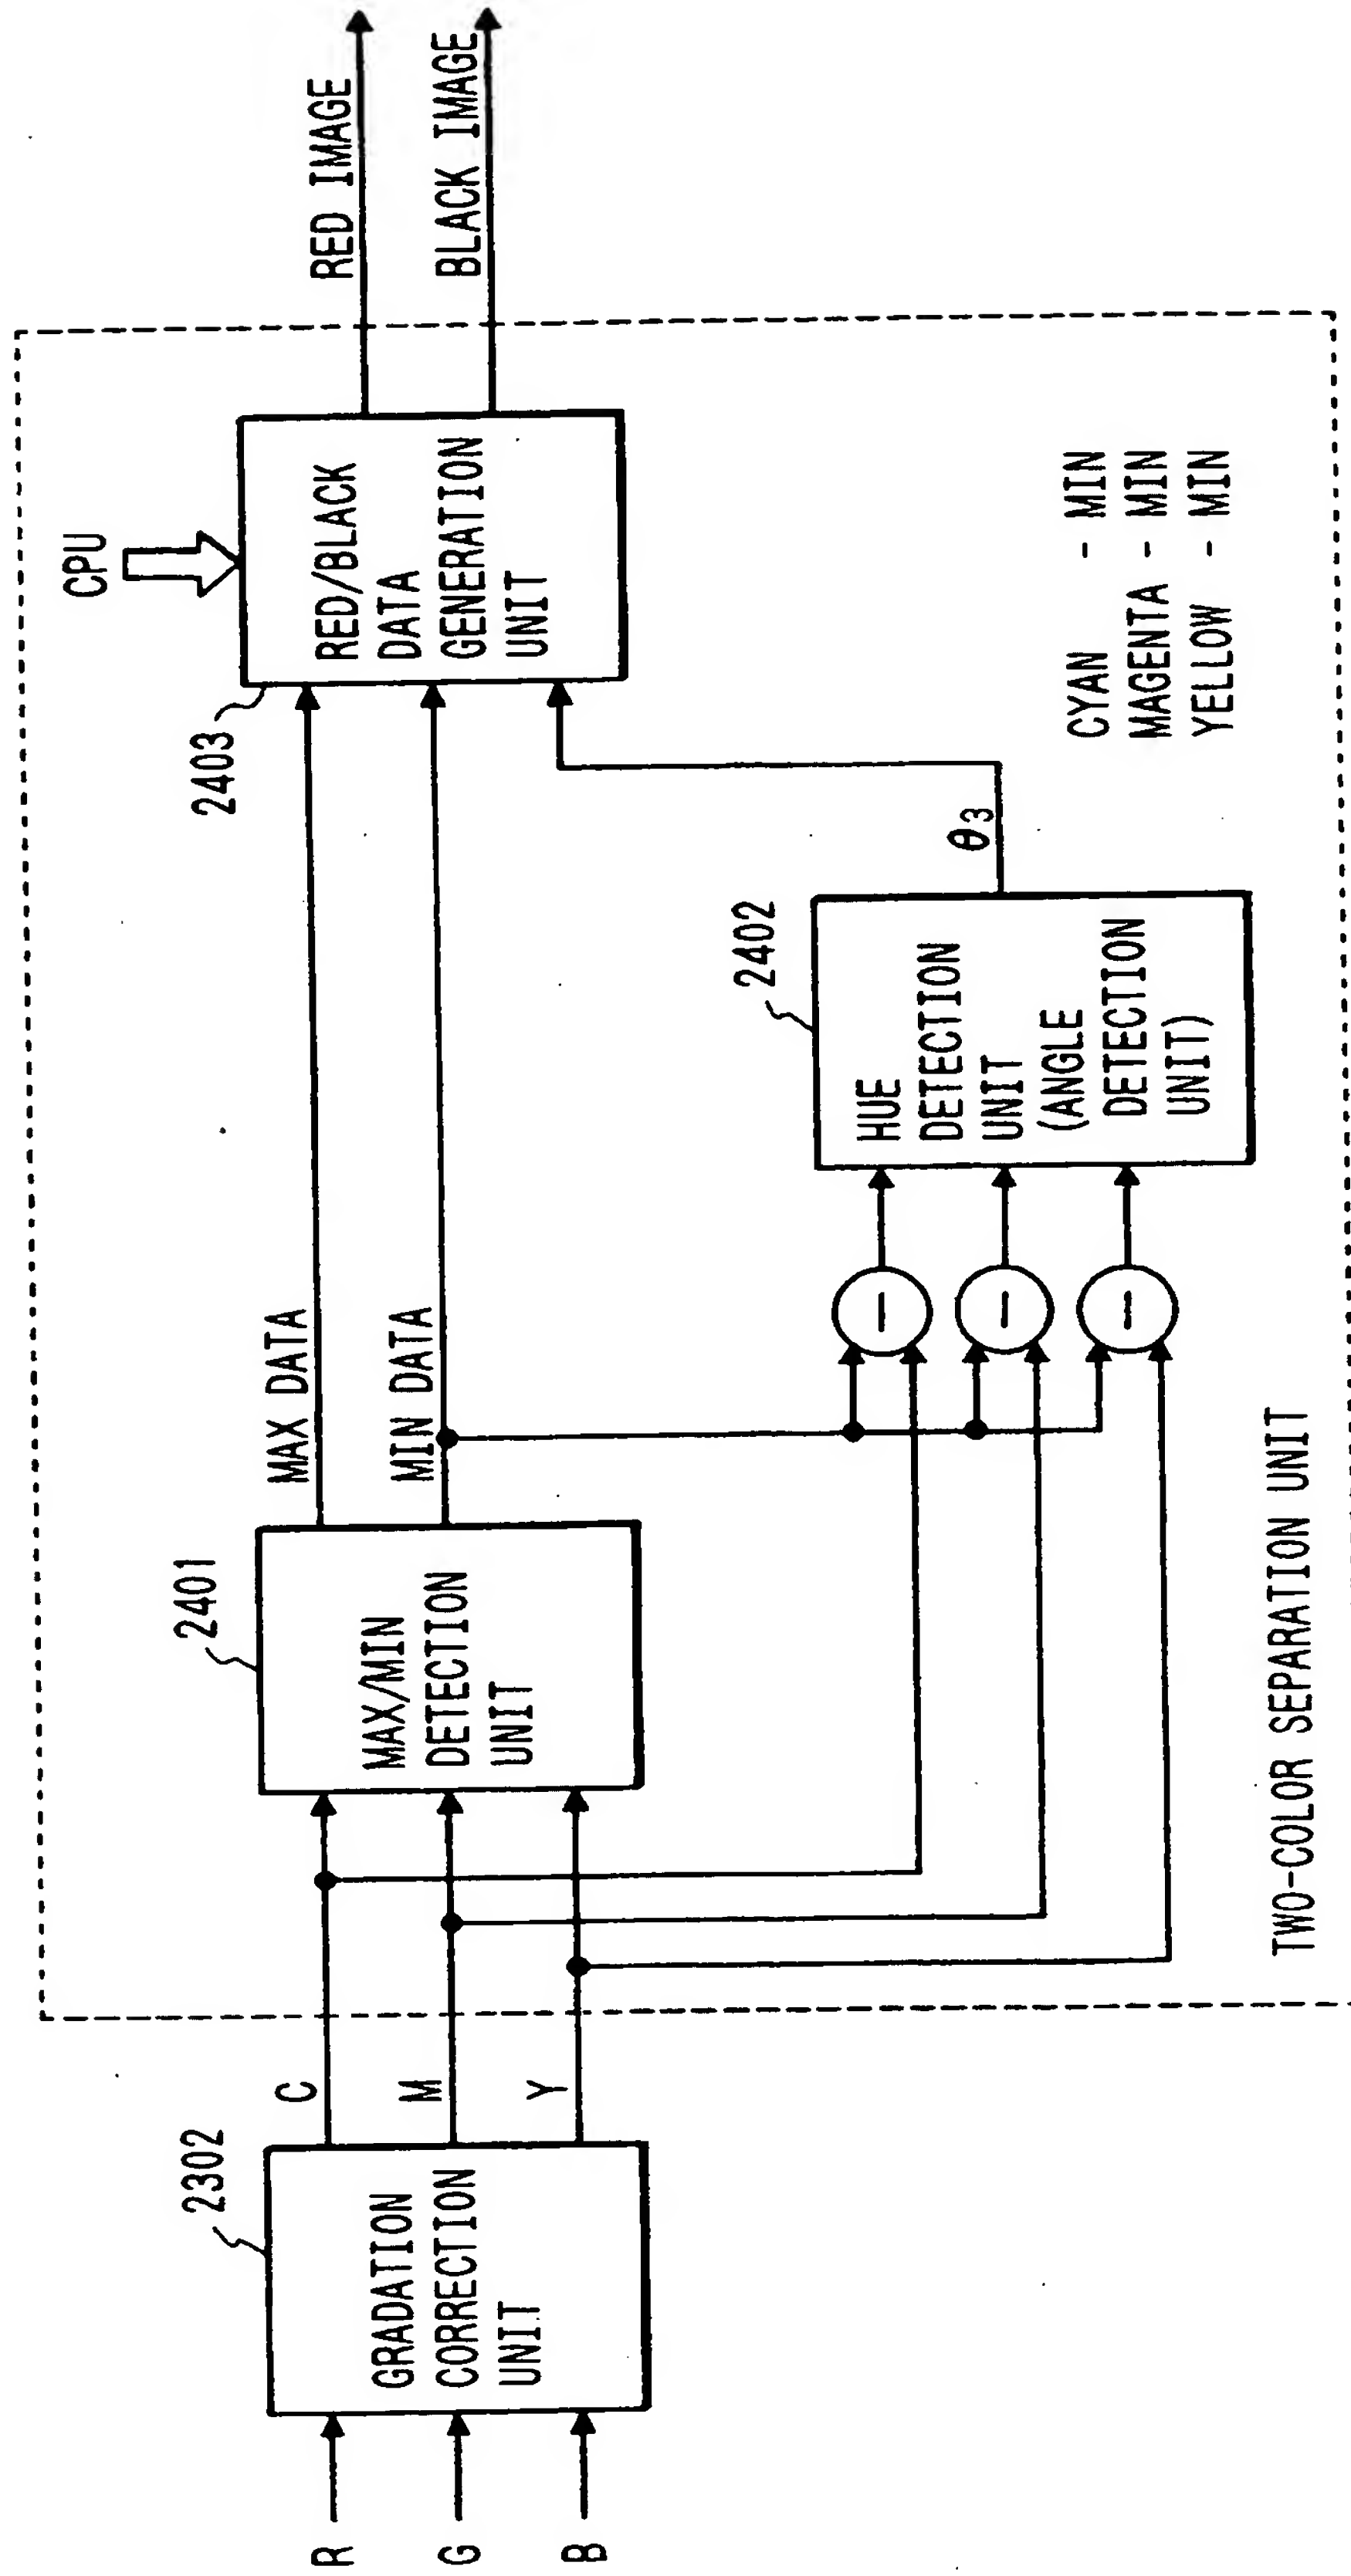 R
G
B
2302
GRADATION
CORRECTION
UNIT
C
M
Y
2401
MAX/MIN
DETECTION
UNIT
MAX DATA
MIN DATA
2402
HUE
DETECTION
UNIT
(ANGLE
DETECTION
UNIT)
θ3
2403
CPU
RED/BLACK
DATA
GENERATION
UNIT
RED IMAGE
BLACK IMAGE
CYAN - MIN
MAGENTA - MIN
YELLOW - MIN
TWO-COLOR SEPARATION UNIT